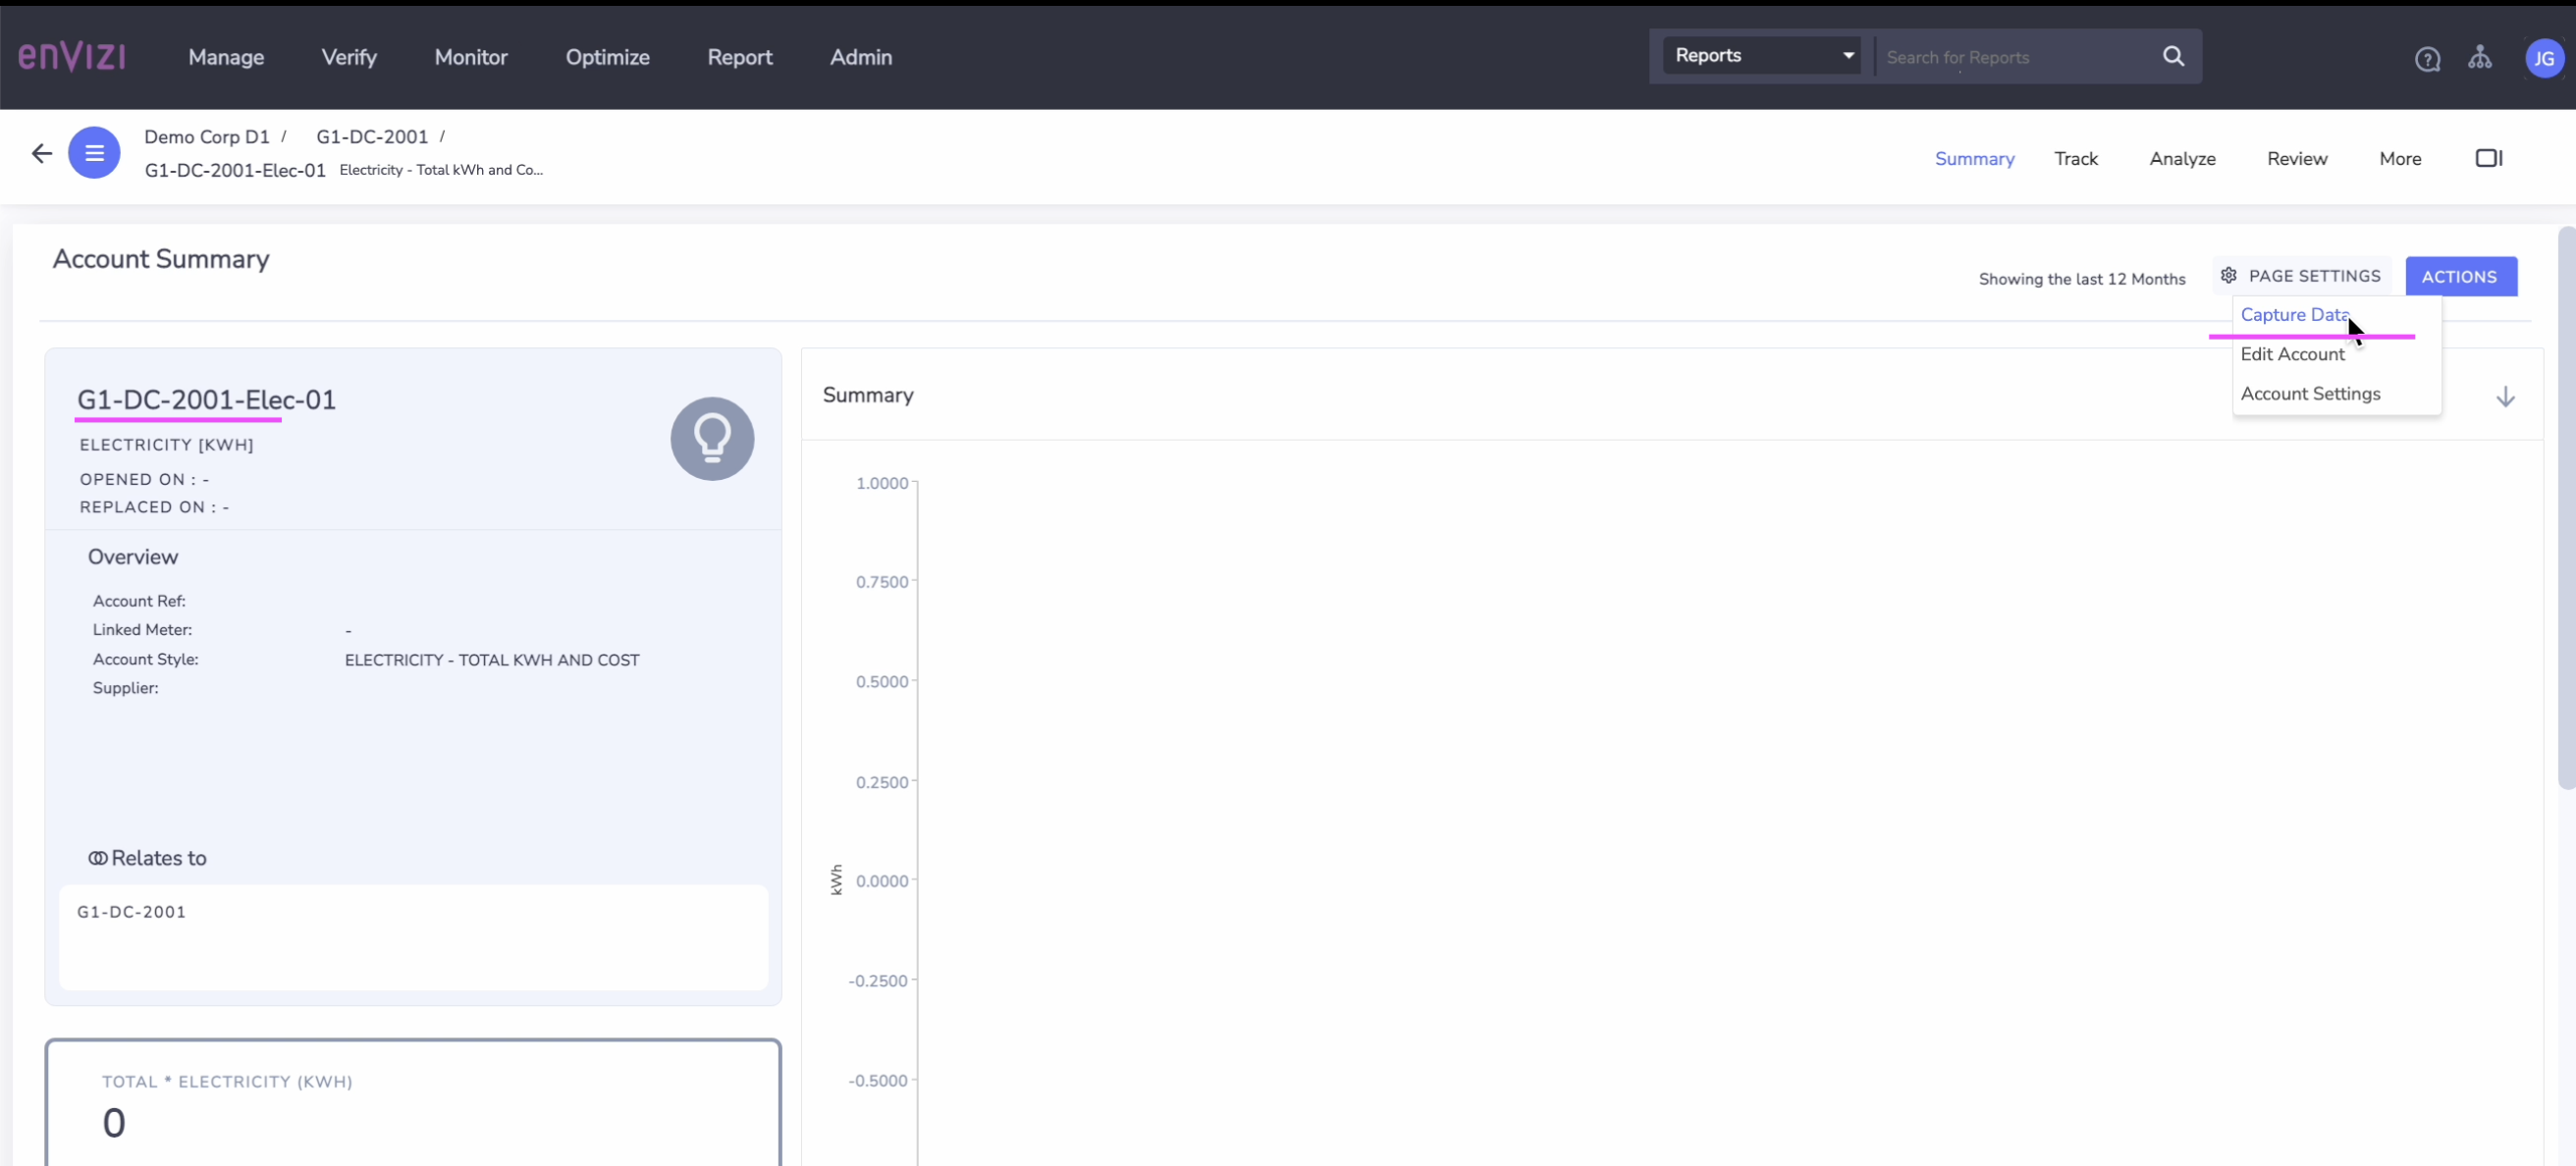 enVIZI
Manage Verify Monitor Optimize Report Admin
Reports
Search for Reports
JG
Demo Corp D1 / G1-DC-2001 /
G1-DC-2001-Elec-01 Electricity - Total kWh and Co...
Summary Track Analyze Review More
Account Summary
Showing the last 12 Months
PAGE SETTINGS
ACTIONS
Capture Data
Edit Account
Account Settings
G1-DC-2001-Elec-01
ELECTRICITY [KWH]
OPENED ON : -
REPLACED ON : -
Overview
Account Ref:
Linked Meter: -
Account Style: ELECTRICITY - TOTAL KWH AND COST
Supplier:
Relates to
G1-DC-2001
TOTAL * ELECTRICITY (KWH)
0
Summary
1.0000
0.7500
0.5000
0.2500
0.0000
-0.2500
-0.5000
kWh